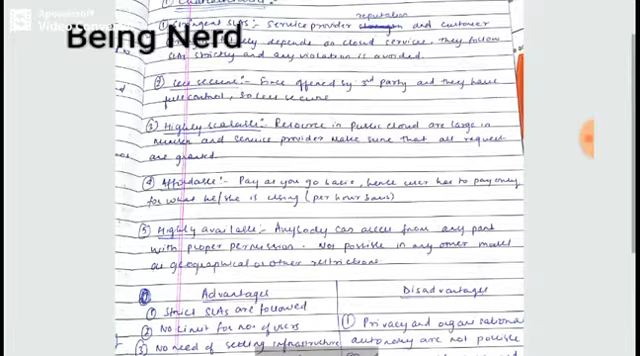 Apowersoft
Video Converter
Being Nerd
reputation
① Stringent SLAs :- Service provider and customer
depends on cloud services. They follow
SLAs strictly and any violation is avoided.
② Less secure :- Since offered by 3rd party and they have
full control, so less secure
③ Highly scalable :- Resource in Public cloud are large in
number and service provider make sure that all request
are granted
④ Affordable :- Pay as you go basis, hence user has to pay only
for what he/she is using (per hour basis)
⑤ Highly available :- Anybody can access from any part
with proper permission. Not possible in any other model
as geographical or other restrictions.
Advantages
Disadvantages
① Strict SLAs are followed
② No limit for no. of users
③ No need of setting infrastructure
① Privacy and organisational
autonomy are not possible